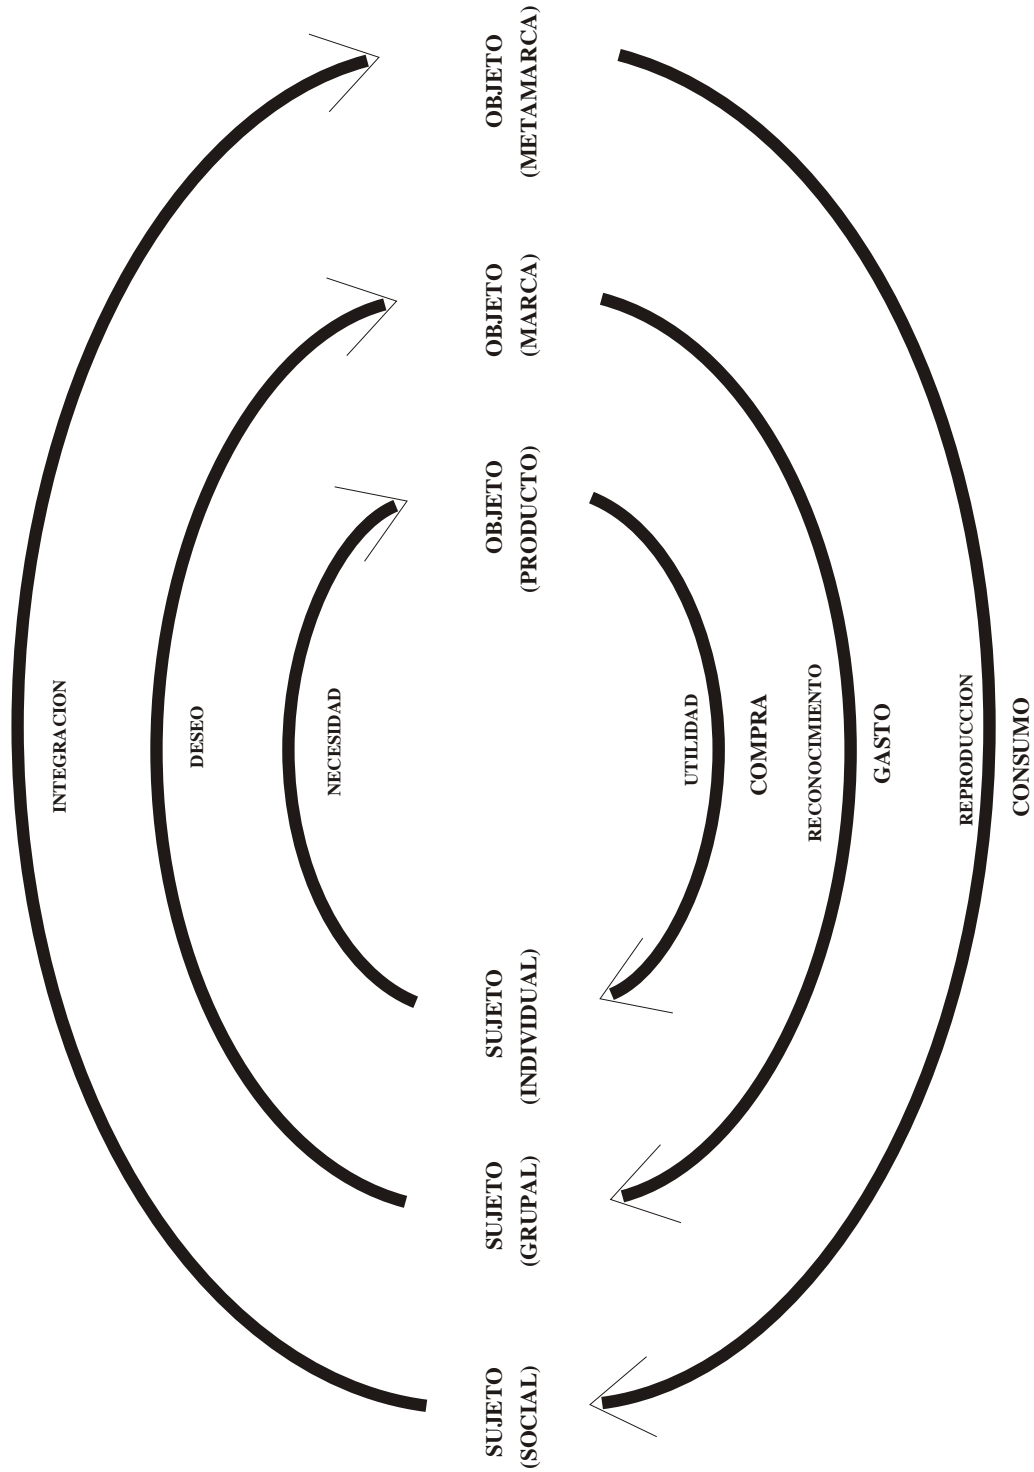 INTEGRACION
DESEO
NECESIDAD
SUJETO
(SOCIAL)
SUJETO
(GRUPAL)
SUJETO
(INDIVIDUAL)
OBJETO
(PRODUCTO)
OBJETO
(MARCA)
OBJETO
(METAMARCA)
UTILIDAD
COMPRA
RECONOCIMIENTO
GASTO
REPRODUCCION
CONSUMO